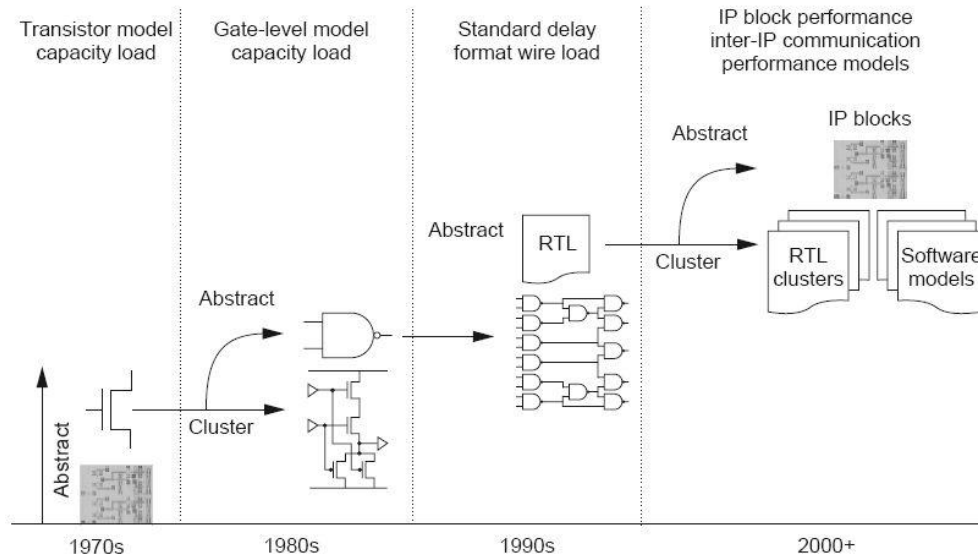 Transistor model
capacity load
Gate-level model
capacity load
Standard delay
format wire load
IP block performance
inter-IP communication
performance models
Abstract
IP blocks
Abstract
RTL
Cluster
RTL
clusters
Software
models
Abstract
Cluster
Abstract
1970s
1980s
1990s
2000+